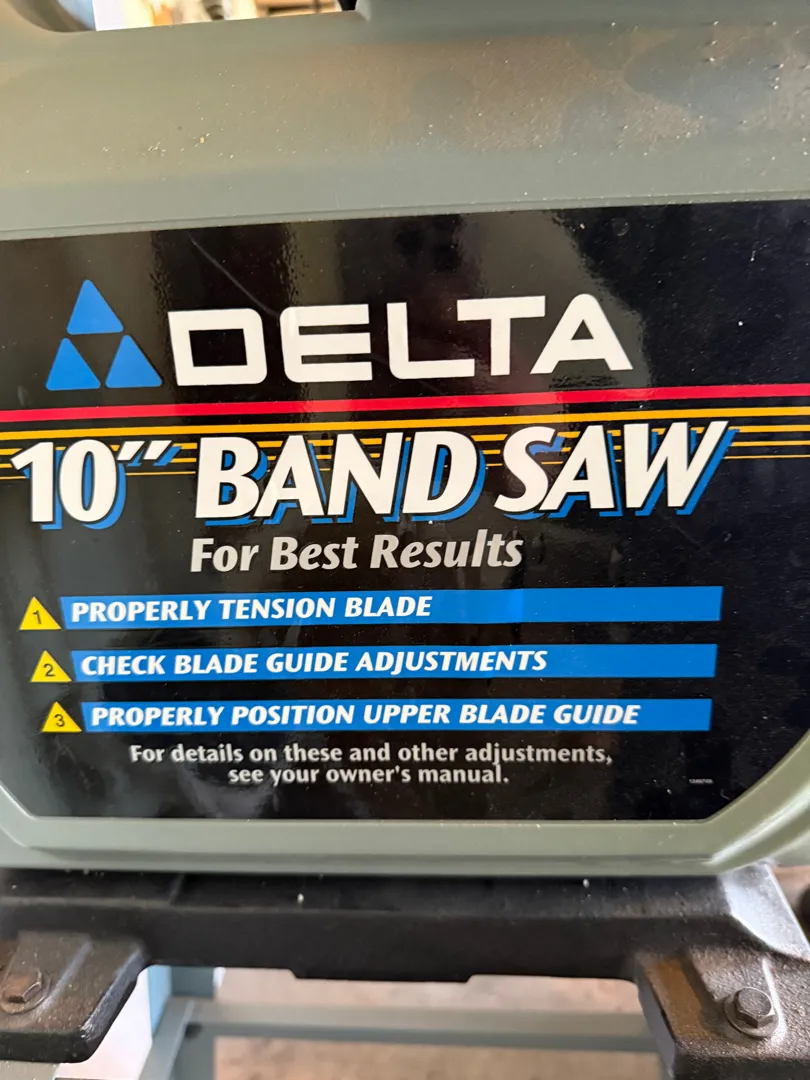 DELTA
10" BAND SAW
For Best Results
1 PROPERLY TENSION BLADE
2 CHECK BLADE GUIDE ADJUSTMENTS
3 PROPERLY POSITION UPPER BLADE GUIDE
For details on these and other adjustments,
see your owner's manual.